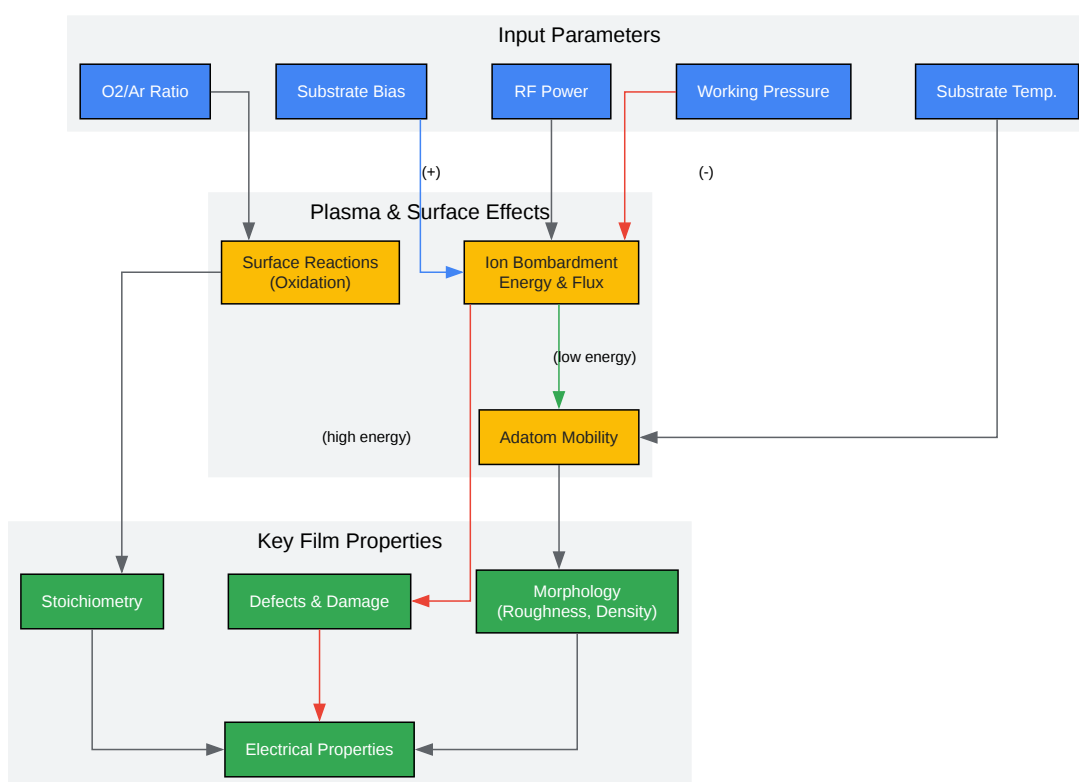 Input Parameters
O2/Ar Ratio
Substrate Bias
RF Power
Working Pressure
Substrate Temp.
(+)
(-)
Plasma & Surface Effects
Surface Reactions
(Oxidation)
Ion Bombardment
Energy & Flux
(low energy)
(high energy)
Adatom Mobility
Key Film Properties
Stoichiometry
Defects & Damage
Morphology
(Roughness, Density)
Electrical Properties